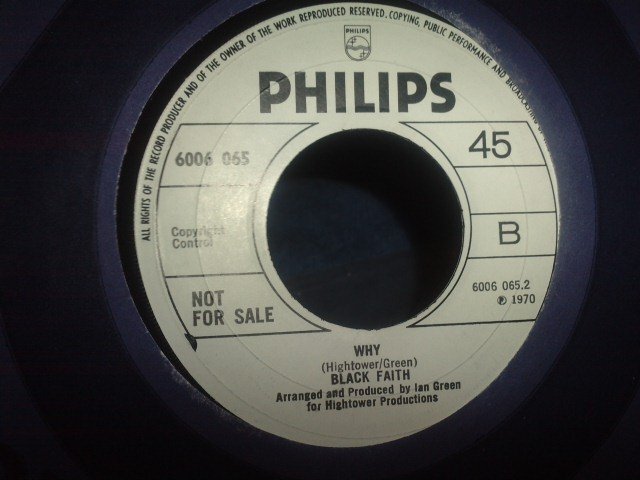 ALL RIGHTS OF THE RECORD PRODUCER AND OF THE OWNER OF THE WORK REPRODUCED RESERVED. COPYING, PUBLIC PERFORMANCE AND BROADCASTING
PHILIPS
PHILIPS
6006 065
45
Copyright
Control
B
NOT
FOR SALE
6006 065.2
℗ 1970
WHY
(Hightower/Green)
BLACK FAITH
Arranged and Produced by Ian Green
for Hightower Productions